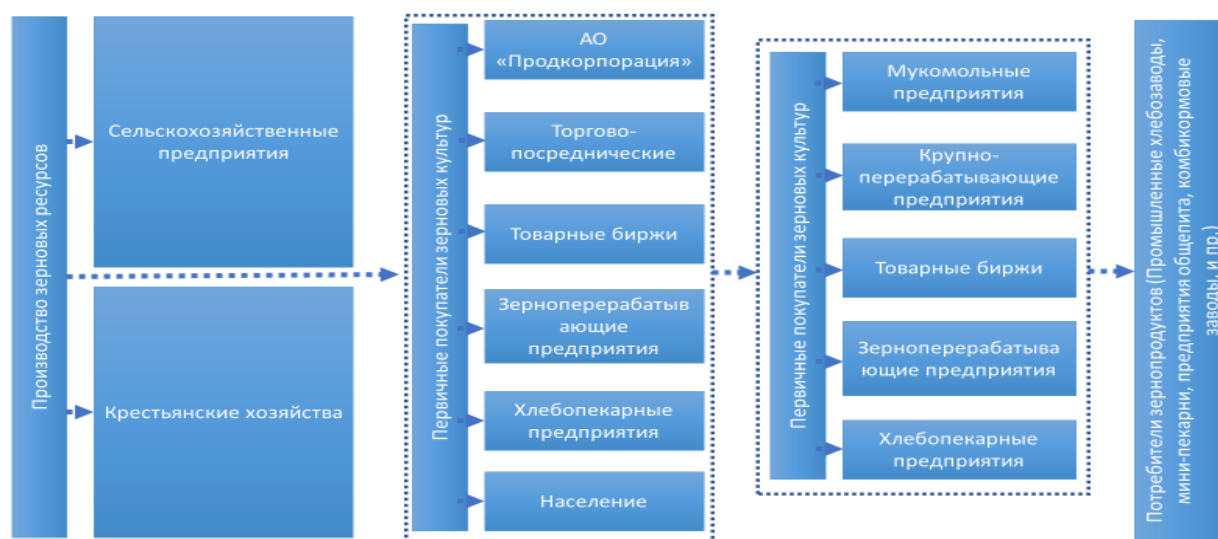 Производство зерновых ресурсов
Сельскохозяйственные
предприятия
Крестьянские хозяйства
Первичные покупатели зерновых культур
АО
«Продкорпорация»
Торгово-
посреднические
Товарные биржи
Зерноперерабатыв
ающие
предприятия
Хлебопекарные
предприятия
Население
Первичные покупатели зерновых культур
Мукомольные
предприятия
Крупно-
перерабатывающие
предприятия
Товарные биржи
Зерноперерабатыва
ющие предприятия
Хлебопекарные
предприятия
Потребители зернопродуктов (Промышленные хлебозаводы,
мини-пекарни, предприятия общепита, комбикормовые
заводы, и пр.)